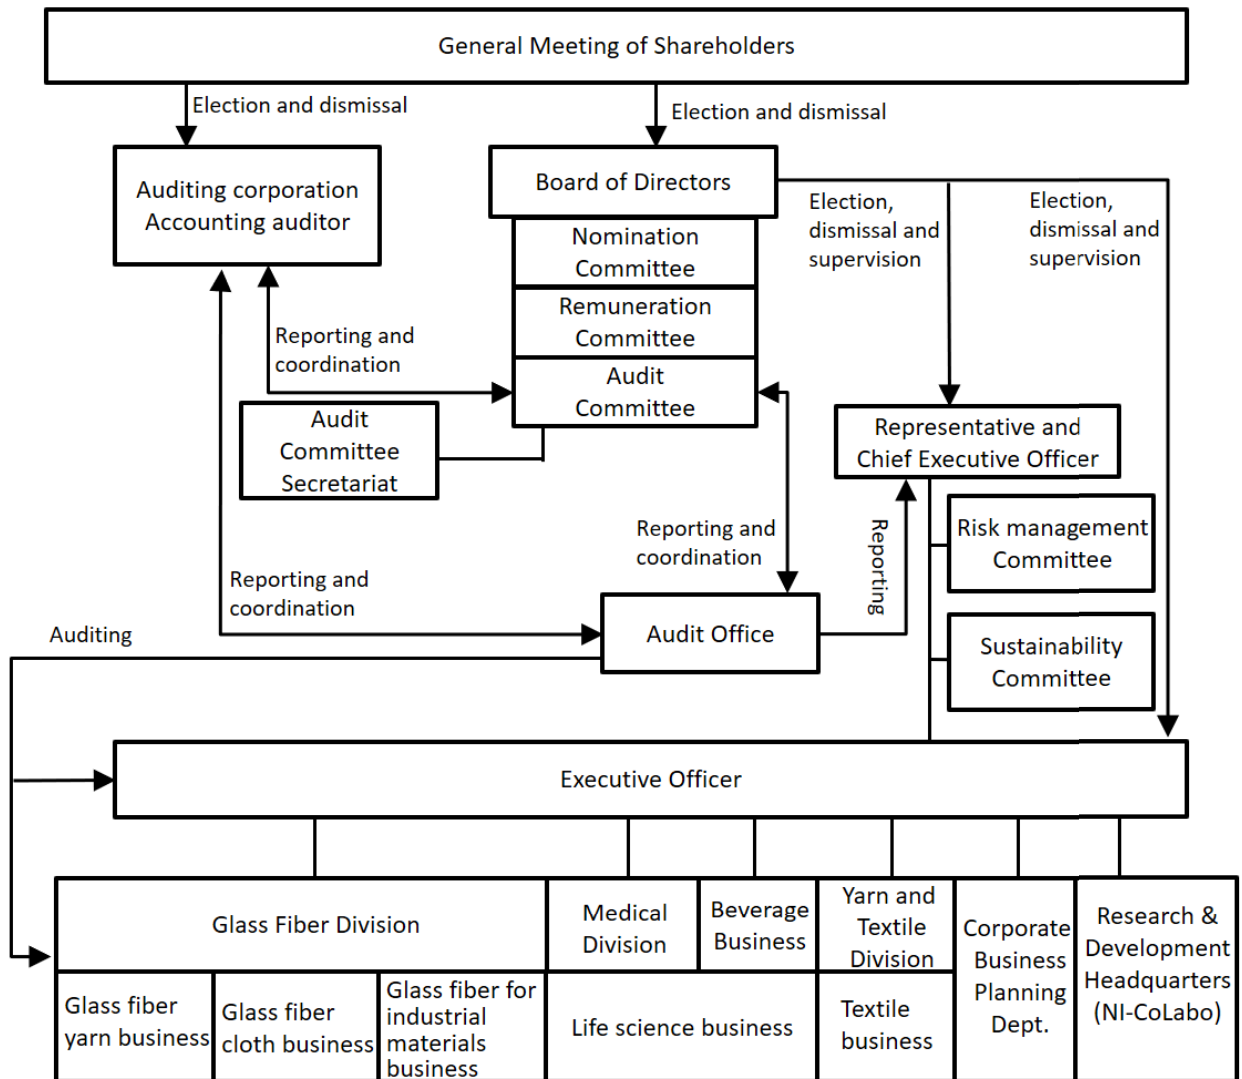 General Meeting of Shareholders
Election and dismissal
Election and dismissal
Auditing corporation
Accounting auditor
Board of Directors
Election,
dismissal and
supervision
Election,
dismissal and
supervision
Nomination
Committee
Remuneration
Committee
Reporting and
coordination
Audit
Committee
Audit
Committee
Secretariat
Representative and
Chief Executive Officer
Reporting and
coordination
Reporting
Risk management
Committee
Reporting and
coordination
Auditing
Audit Office
Sustainability
Committee
Executive Officer
Glass Fiber Division
Medical
Division
Beverage
Business
Yarn and
Textile
Division
Corporate
Business
Planning
Dept.
Research &
Development
Headquarters
(NI-CoLabo)
Glass fiber
yarn business
Glass fiber
cloth business
Glass fiber for
industrial
materials
business
Life science business
Textile
business